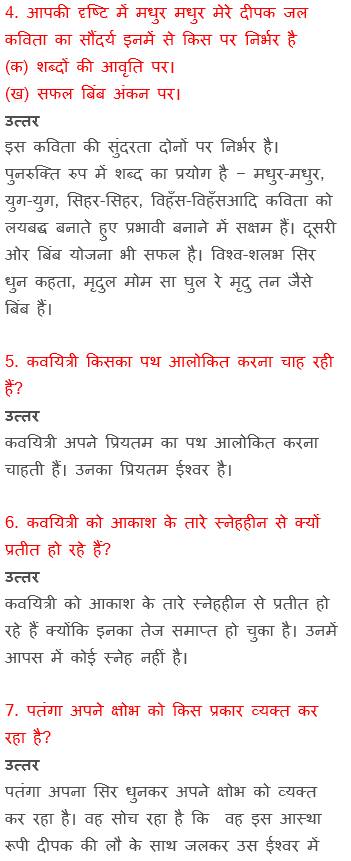 4. आपकी दृष्टि में मधुर मधुर मेरे दीपक जल
कविता का सौंदर्य इनमें से किस पर निर्भर है
(क) शब्दों की आवृति पर।
(ख) सफल बिंब अंकन पर।
उत्तर
इस कविता की सुंदरता दोनों पर निर्भर है।
पुनरुक्ति रुप में शब्द का प्रयोग है − मधुर-मधुर,
युग-युग, सिहर-सिहर, विहँस-विहँसआदि कविता को
लयबद्ध बनाते हुए प्रभावी बनाने में सक्षम हैं। दूसरी
ओर बिंब योजना भी सफल है। विश्व-शलभ सिर
धुन कहता, मृदुल मोम सा घुल रे मृदु तन जैसे
बिंब हैं।
5. कवयित्री किसका पथ आलोकित करना चाह रही
हैं?
उत्तर
कवयित्री अपने प्रियतम का पथ आलोकित करना
चाहती हैं। उनका प्रियतम ईश्वर है।
6. कवयित्री को आकाश के तारे स्नेहहीन से क्यों
प्रतीत हो रहे हैं?
उत्तर
कवयित्री को आकाश के तारे स्नेहहीन से प्रतीत हो
रहे हैं क्योंकि इनका तेज समाप्त हो चुका है। उनमें
आपस में कोई स्नेह नहीं है।
7. पतंगा अपने क्षोभ को किस प्रकार व्यक्त कर
रहा है?
उत्तर
पतंगा अपना सिर धुनकर अपने क्षोभ को व्यक्त
कर रहा है। वह सोच रहा है कि वह इस आस्था
रूपी दीपक की लौ के साथ जलकर उस ईश्वर में